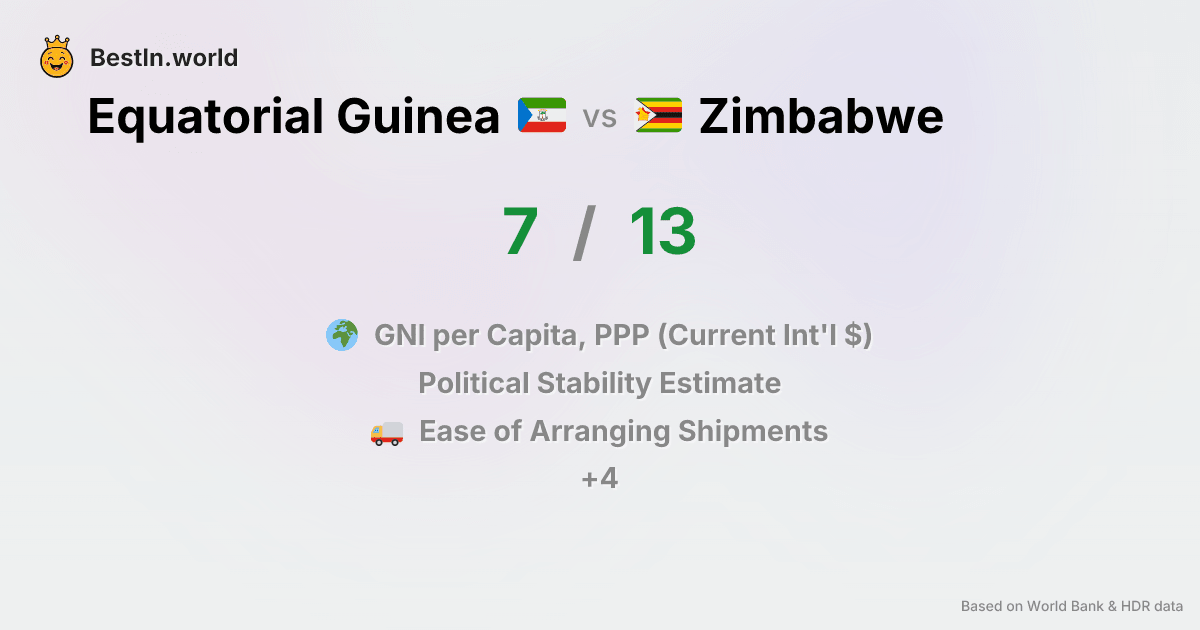 BestIn.world
Equatorial Guinea vs Zimbabwe
7 / 13
GNI per Capita, PPP (Current Int'l $)
Political Stability Estimate
Ease of Arranging Shipments
+4
Based on World Bank & HDR data